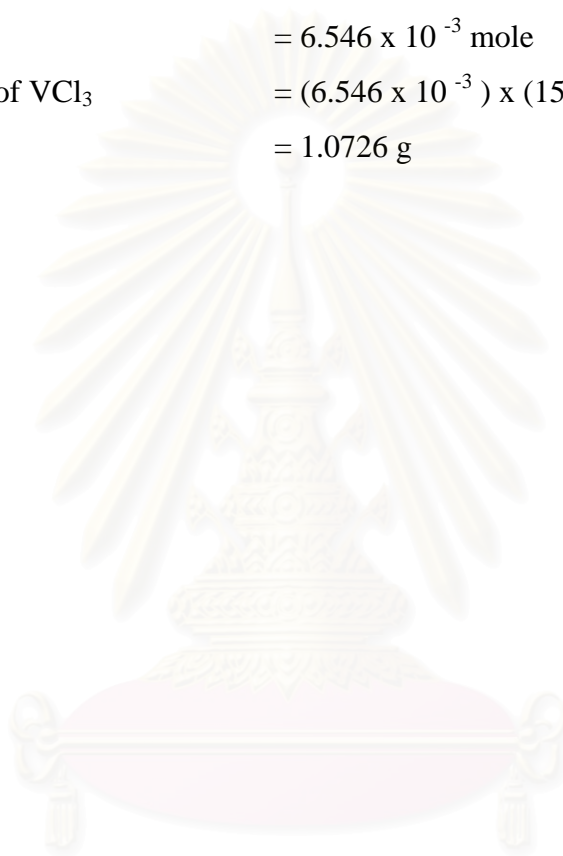 = 6.546 x 10 ⁻³ mole
of VCl₃ = (6.546 x 10 ⁻³ ) x (15
= 1.0726 g